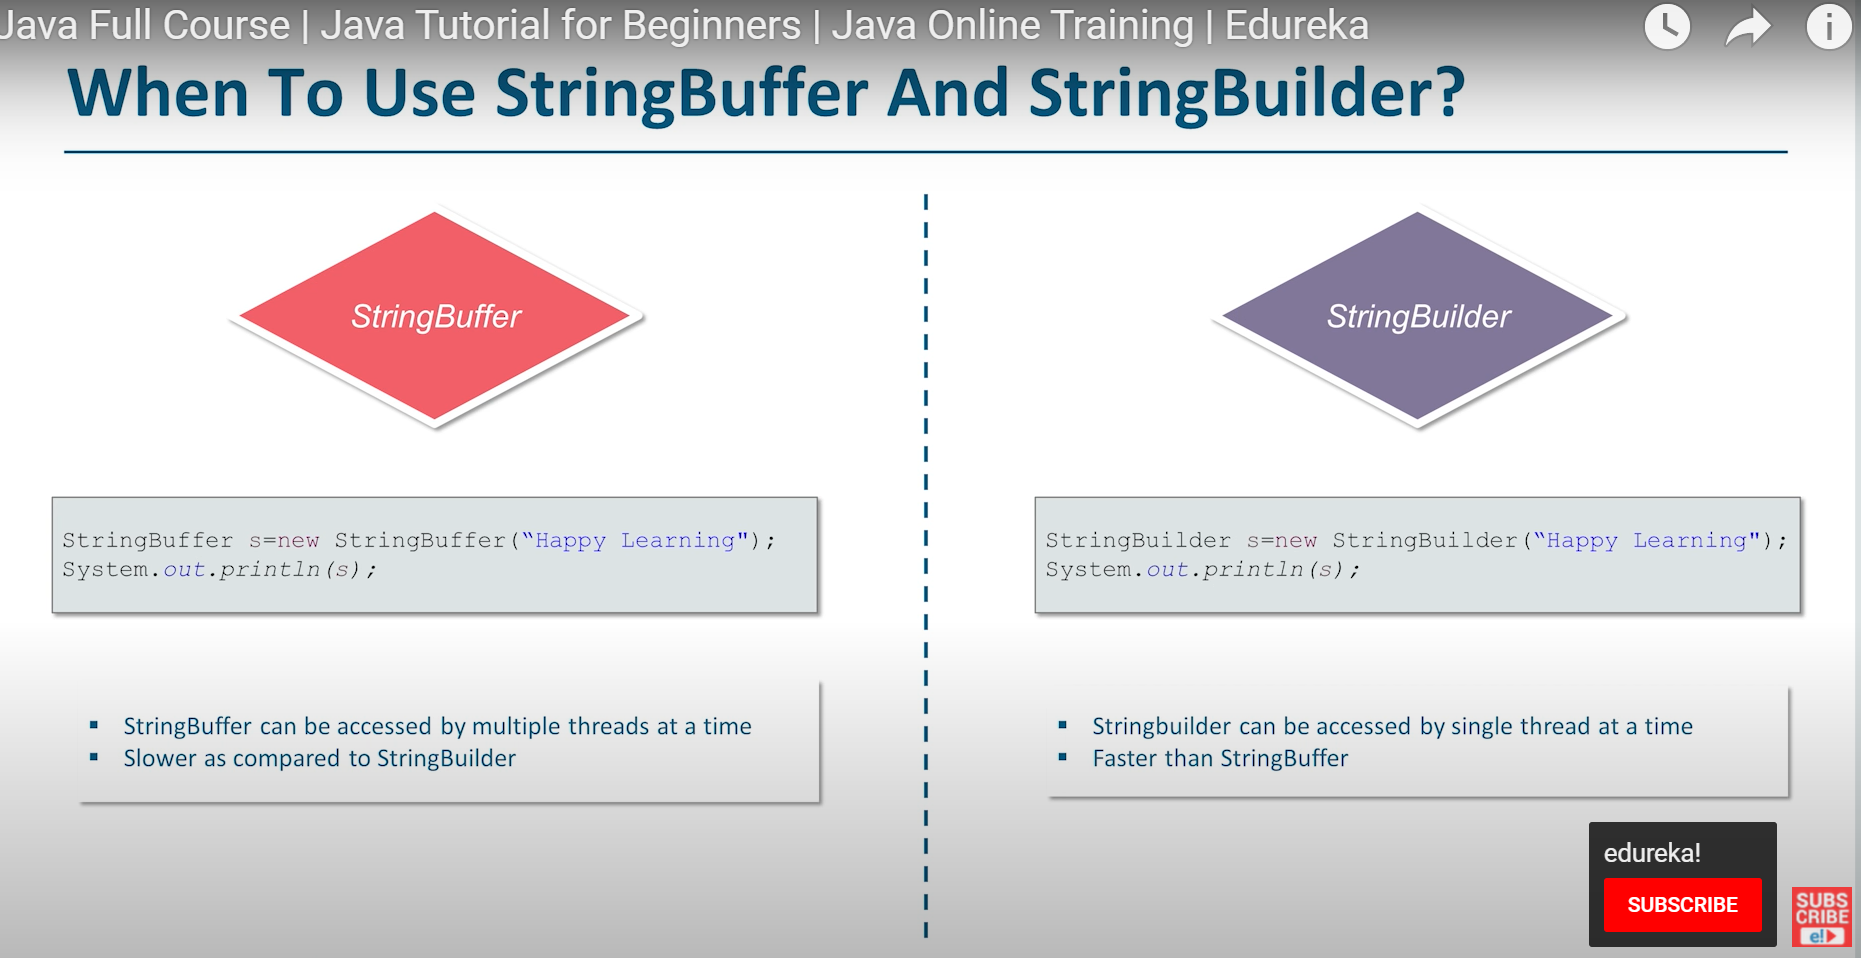 Java Full Course | Java Tutorial for Beginners | Java Online Training | Edureka
When To Use StringBuffer And StringBuilder?
StringBuffer
StringBuffer s=new StringBuffer(“Happy Learning");
System.out.println(s);
▪ StringBuffer can be accessed by multiple threads at a time
▪ Slower as compared to StringBuilder
StringBuilder
StringBuilder s=new StringBuilder(“Happy Learning");
System.out.println(s);
▪ Stringbuilder can be accessed by single thread at a time
▪ Faster than StringBuffer
edureka!
SUBSCRIBE
SUBS
CRIBE
e!